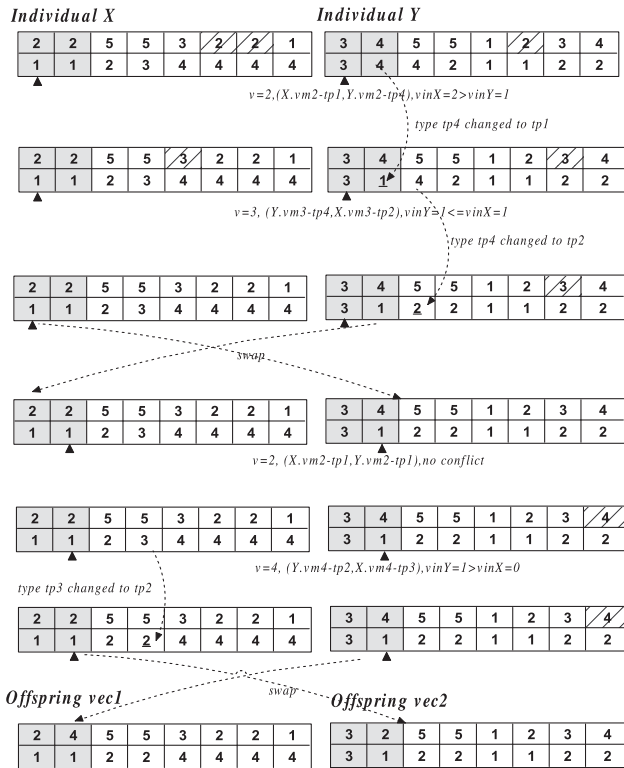 Individual X
Individual Y
2 2 5 5 3 2 2 1
1 1 2 3 4 4 4 4
3 4 5 5 1 2 3 4
3 4 4 2 1 1 2 2
v=2,(X.vm2-tp1,Y.vm2-tp4),vinX=2>vinY=1
type tp4 changed to tp1
2 2 5 5 3 2 2 1
1 1 2 3 4 4 4 4
3 4 5 5 1 2 3 4
3 1 4 2 1 1 2 2
v=3, (Y.vm3-tp4,X.vm3-tp2),vinY=1<=vinX=1
type tp4 changed to tp2
2 2 5 5 3 2 2 1
1 1 2 3 4 4 4 4
3 4 5 5 1 2 3 4
3 1 2 2 1 1 2 2
swap
2 2 5 5 3 2 2 1
1 1 2 3 4 4 4 4
3 4 5 5 1 2 3 4
3 1 2 2 1 1 2 2
v=2, (X.vm2-tp1,Y.vm2-tp1),no conflict
2 2 5 5 3 2 2 1
1 1 2 3 4 4 4 4
3 4 5 5 1 2 3 4
3 1 2 2 1 1 2 2
v=4, (Y.vm4-tp2,X.vm4-tp3),vinY=1>vinX=0
type tp3 changed to tp2
2 2 5 5 3 2 2 1
1 1 2 2 4 4 4 4
3 4 5 5 1 2 3 4
3 1 2 2 1 1 2 2
swap
Offspring vec1
Offspring vec2
2 4 5 5 3 2 2 1
1 1 2 2 4 4 4 4
3 2 5 5 1 2 3 4
3 1 2 2 1 1 2 2